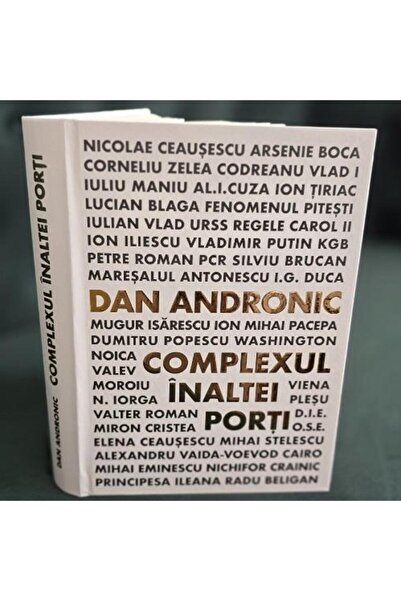 DAN ANDRONIC COMPLEXUL ÎNALTEI PORȚI
NICOLAE CEAUȘESCU ARSENIE BOCA
CORNELIU ZELEA CODREANU VLAD I
IULIU MANIU AL.I.CUZA ION ȚIRIAC
LUCIAN BLAGA FENOMENUL PITEȘTI
IULIAN VLAD URSS REGELE CAROL II
ION ILIESCU VLADIMIR PUTIN KGB
PETRE ROMAN PCR SILVIU BRUCAN
MAREȘALUL ANTONESCU I.G. DUCA
DAN ANDRONIC
MUGUR ISĂRESCU ION MIHAI PACEPA
DUMITRU POPESCU WASHINGTON
NOICA COMPLEXUL
VALEV
MOROIU ÎNALTEI VIENA
N. IORGA PLEȘU
VALTER ROMAN PORȚI D.I.E.
MIRON CRISTEA O.S.E.
ELENA CEAUȘESCU MIHAI STELESCU
ALEXANDRU VAIDA-VOEVOD CAIRO
MIHAI EMINESCU NICHIFOR CRAINIC
PRINCIPESA ILEANA RADU BELIGAN